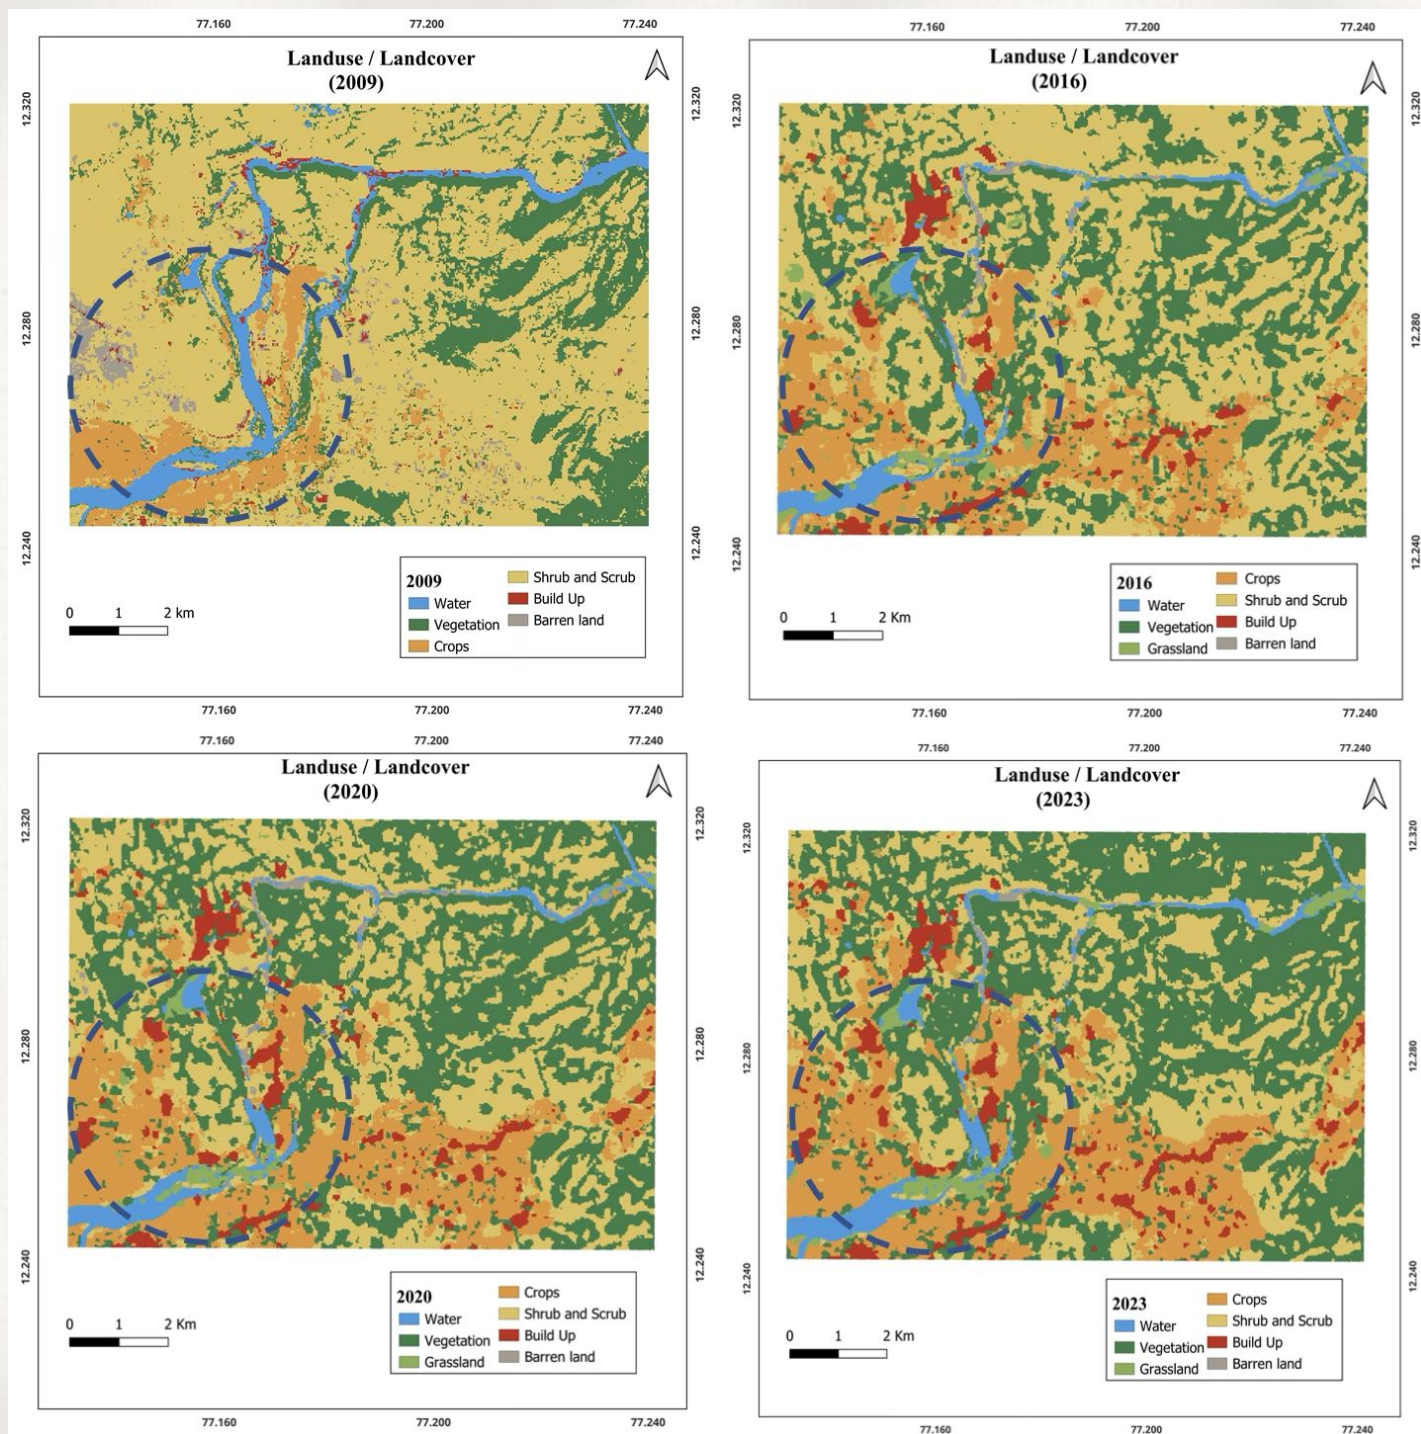 77.160 77.200 77.240
Landuse / Landcover
(2009)
12.320
12.320
12.280
12.280
12.240
12.240
0 1 2 Km
2009
Water
Vegetation
Crops
Shrub and Scrub
Build Up
Barren land
77.160 77.200 77.240
77.160 77.200 77.240
Landuse / Landcover
(2016)
12.320
12.320
12.280
12.280
12.240
12.240
0 1 2 Km
2016
Water
Vegetation
Grassland
Crops
Shrub and Scrub
Build Up
Barren land
77.160 77.200 77.240
77.160 77.200 77.240
Landuse / Landcover
(2020)
12.320
12.320
12.280
12.280
12.240
12.240
0 1 2 Km
2020
Water
Vegetation
Grassland
Crops
Shrub and Scrub
Build Up
Barren land
77.160 77.200 77.240
77.160 77.200 77.240
Landuse / Landcover
(2023)
12.320
12.320
12.280
12.280
12.240
12.240
0 1 2 Km
2023
Water
Vegetation
Grassland
Crops
Shrub and Scrub
Build Up
Barren land
77.160 77.200 77.240